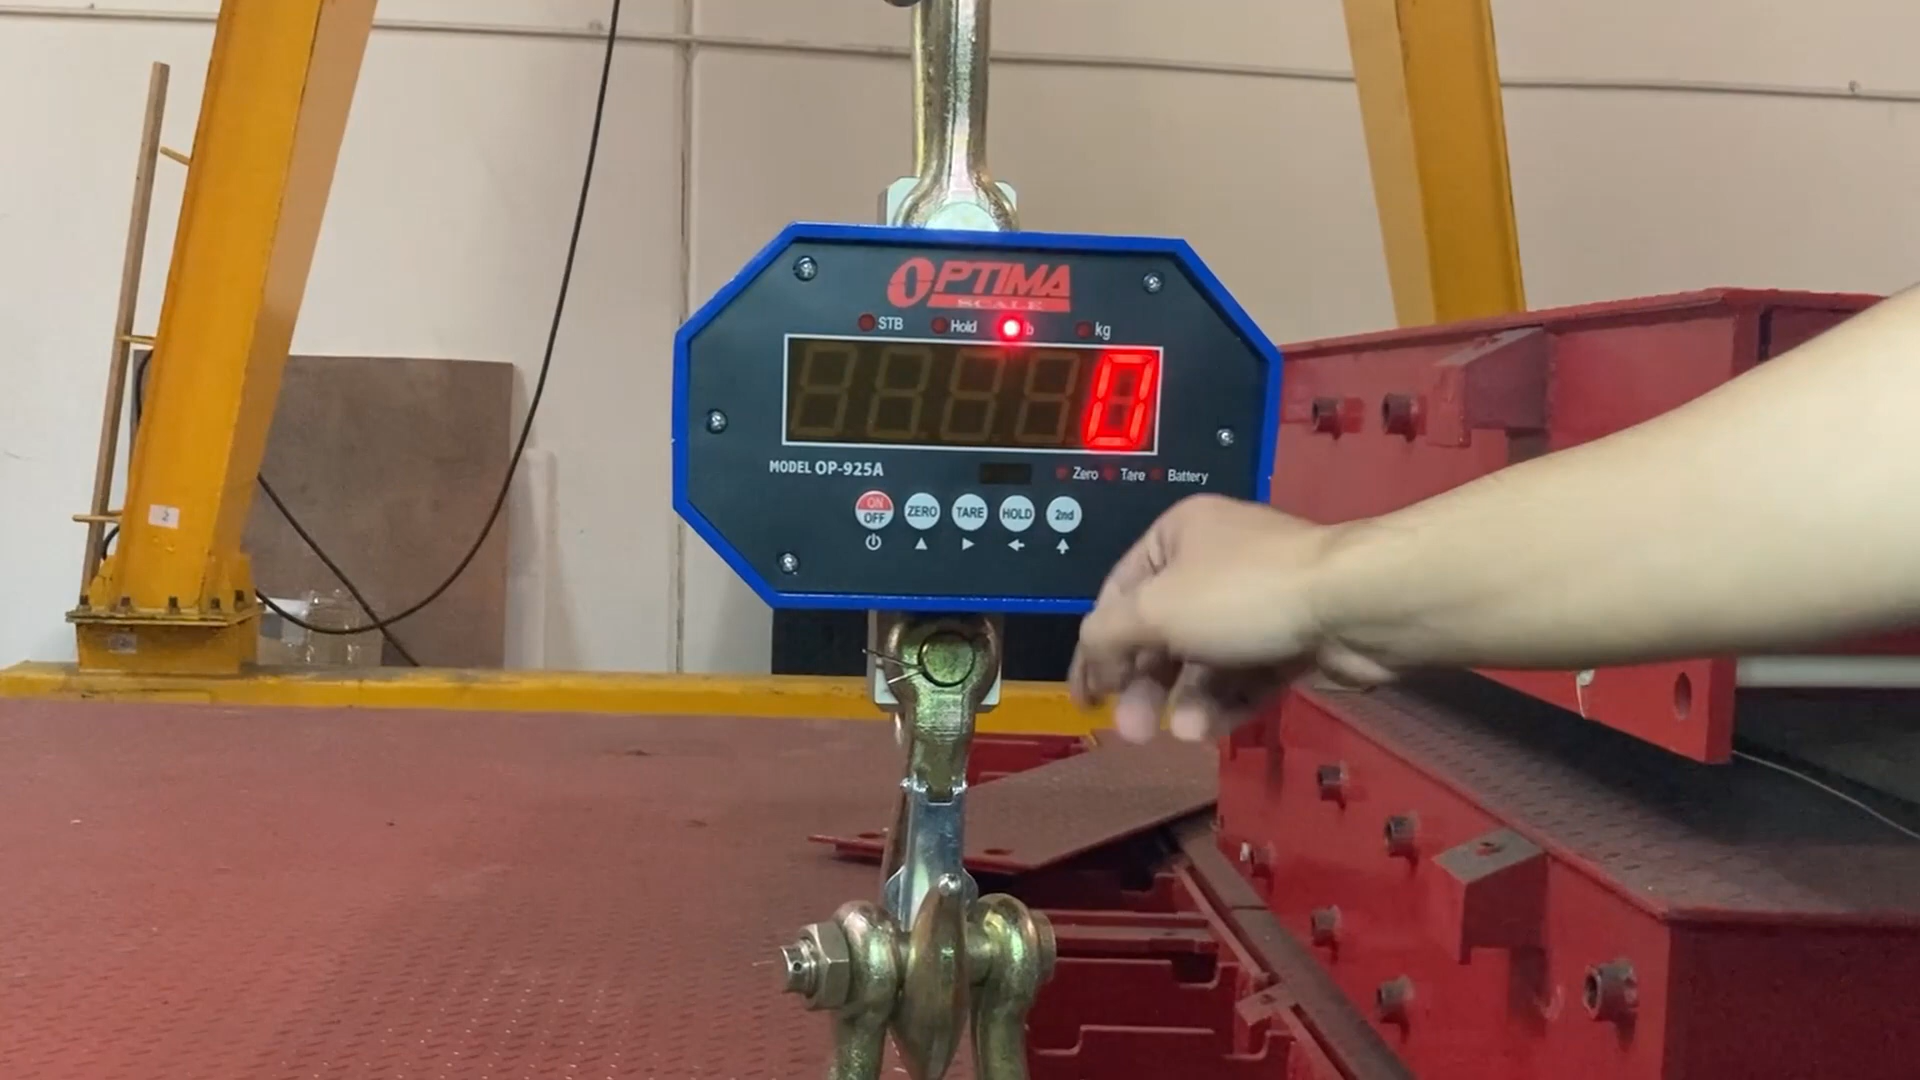 OPTIMA
SCALE
STB Hold lb kg
0
MODEL OP-925A
Zero Tare Battery
ON OFF ZERO TARE HOLD 2nd
2